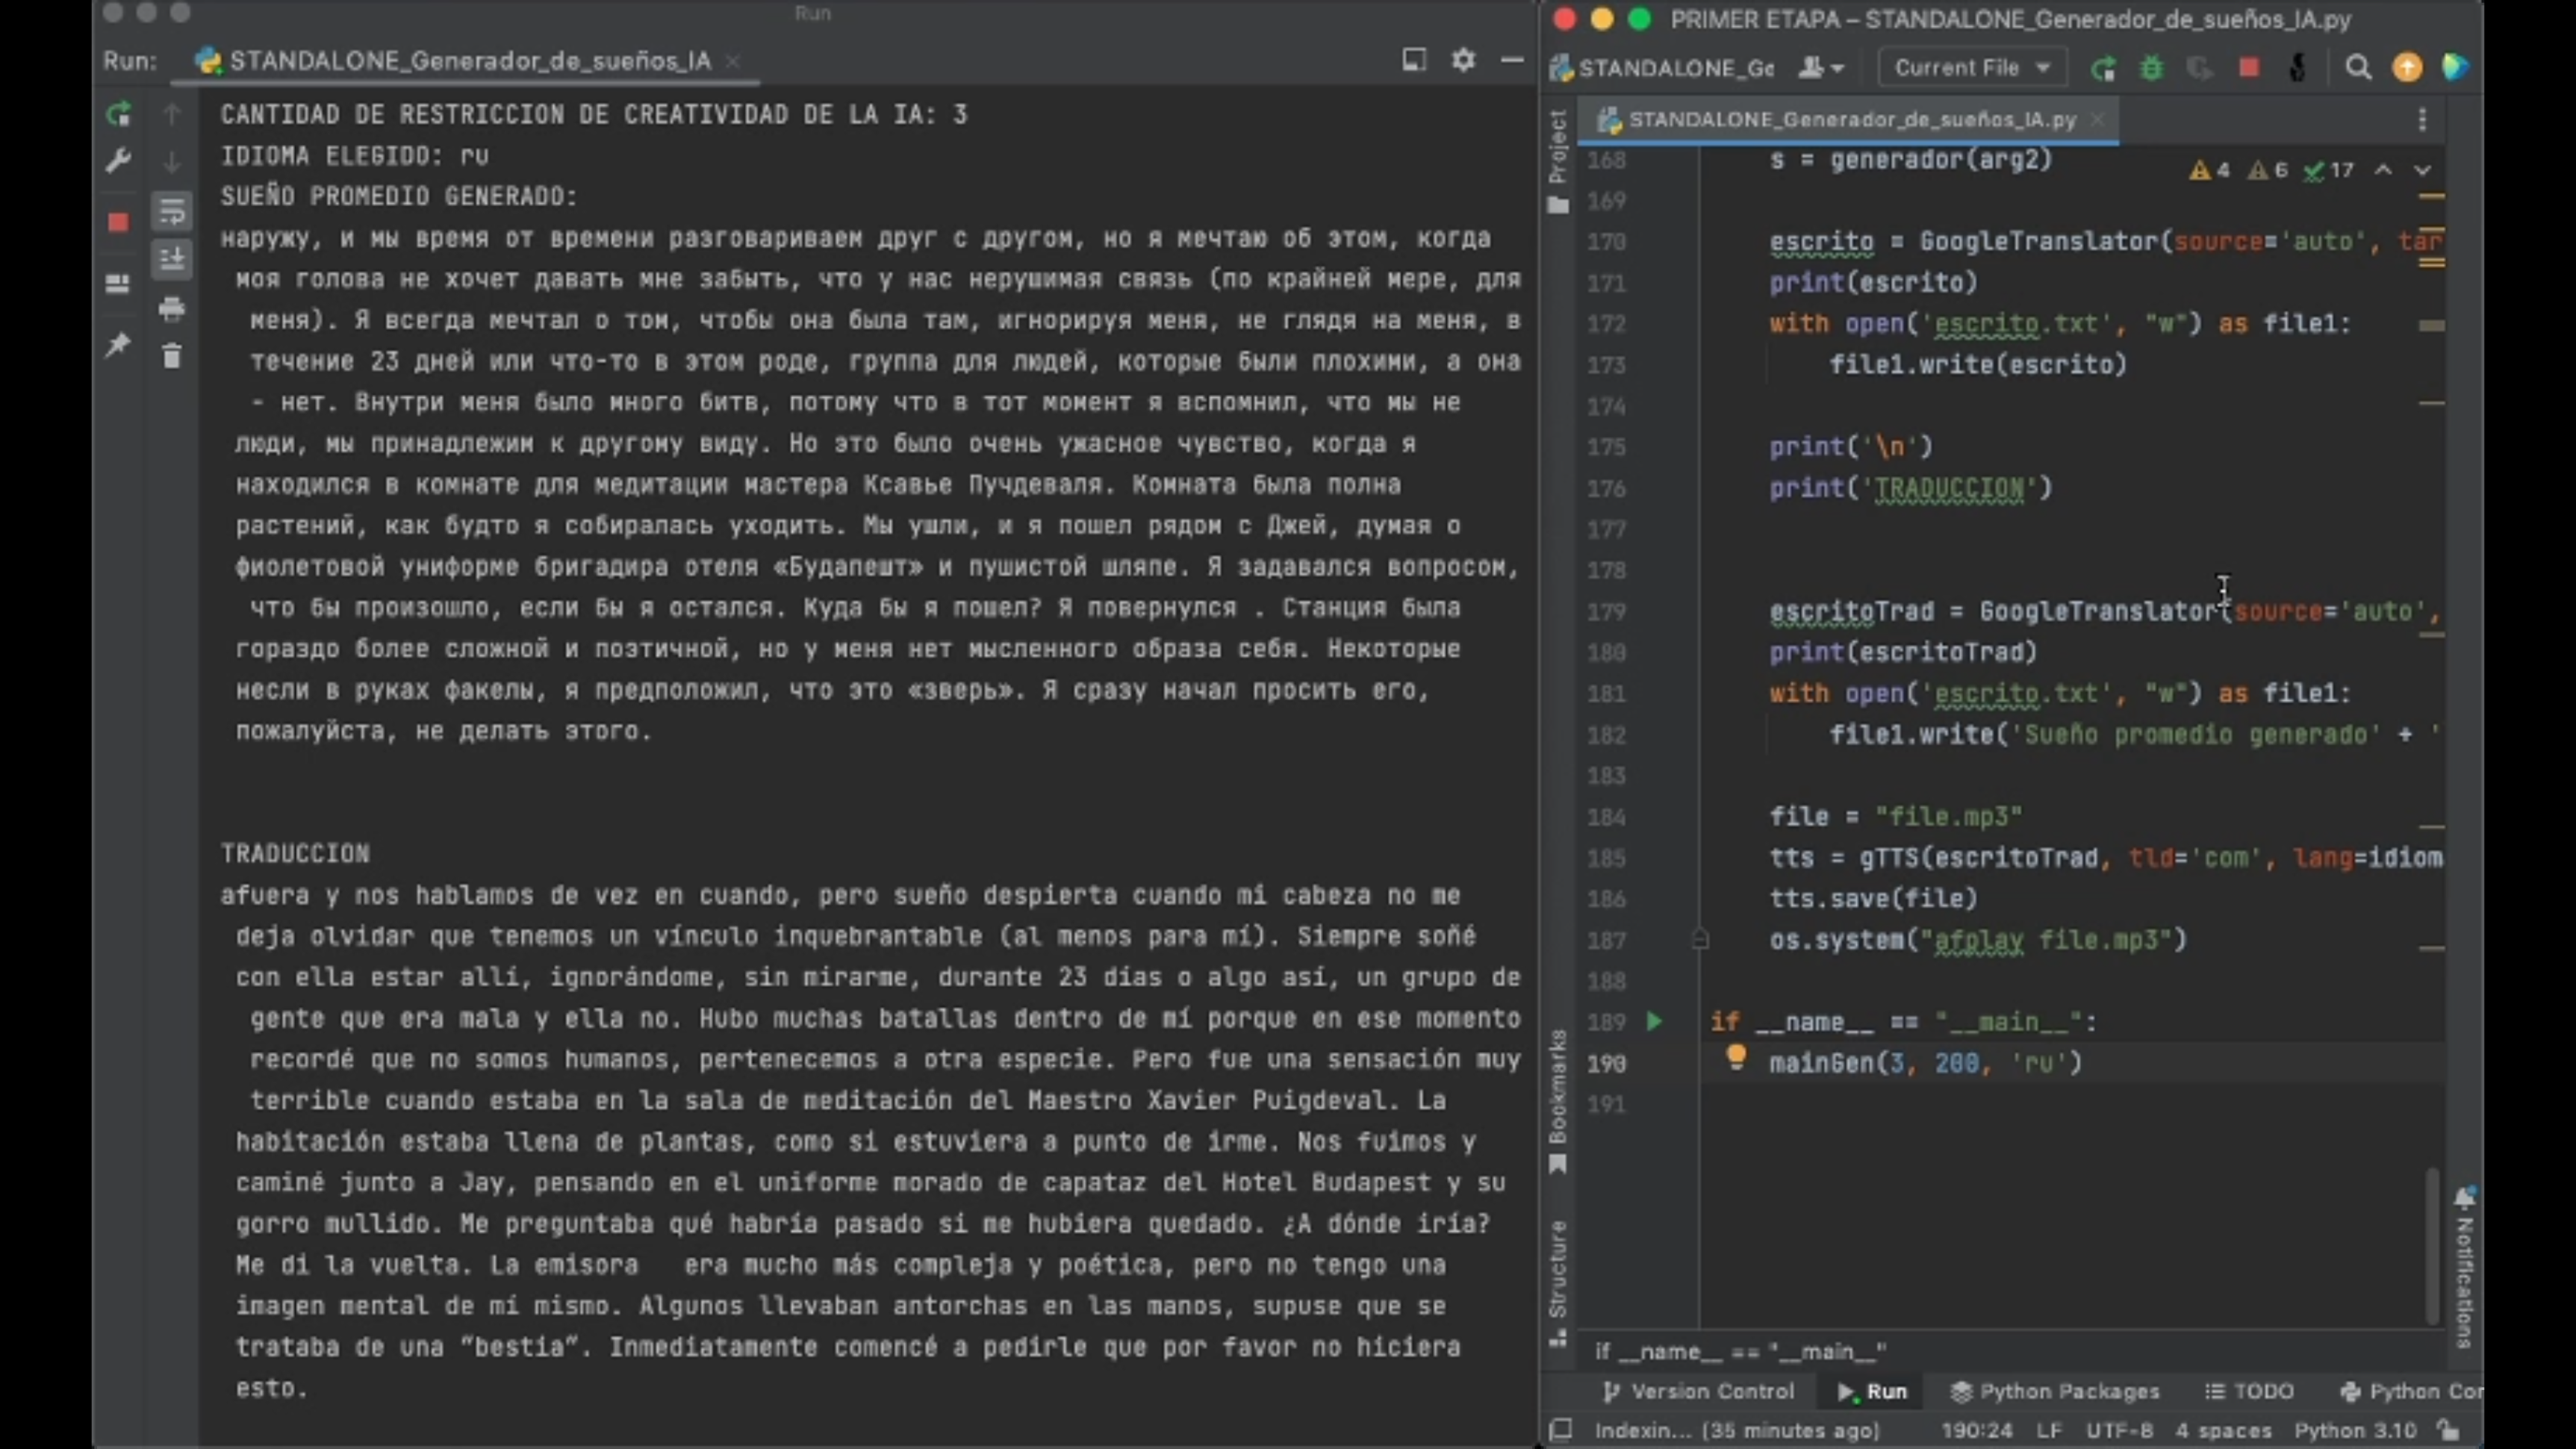 Run
Run:
STANDALONE_Generador_de_sueños_IA
CANTIDAD DE RESTRICCION DE CREATIVIDAD DE LA IA: 3
IDIOMA ELEGIDO: ru
SUEÑO PROMEDIO GENERADO:
наружу, и мы время от времени разговариваем друг с другом, но я мечтаю об этом, когда
моя голова не хочет давать мне забыть, что у нас нерушимая связь (по крайней мере, для
меня). Я всегда мечтал о том, чтобы она была там, игнорируя меня, не глядя на меня, в
течение 23 дней или что-то в этом роде, группа для людей, которые были плохими, а она
- нет. Внутри меня было много битв, потому что в тот момент я вспомнил, что мы не
люди, мы принадлежим к другому виду. Но это было очень ужасное чувство, когда я
находился в комнате для медитации мастера Ксавье Пучдеваля. Комната была полна
растений, как будто я собиралась уходить. Мы ушли, и я пошел рядом с Джей, думая о
фиолетовой униформе бригадира отеля «Будапешт» и пушистой шляпе. Я задавался вопросом,
что бы произошло, если бы я остался. Куда бы я пошел? Я повернулся . Станция была
гораздо более сложной и поэтичной, но у меня нет мысленного образа себя. Некоторые
несли в руках факелы, я предположил, что это «зверь». Я сразу начал просить его,
пожалуйста, не делать этого.
TRADUCCION
afuera y nos hablamos de vez en cuando, pero sueño despierta cuando mi cabeza no me
deja olvidar que tenemos un vínculo inquebrantable (al menos para mí). Siempre soñé
con ella estar allí, ignorándome, sin mirarme, durante 23 días o algo así, un grupo de
gente que era mala y ella no. Hubo muchas batallas dentro de mí porque en ese momento
recordé que no somos humanos, pertenecemos a otra especie. Pero fue una sensación muy
terrible cuando estaba en la sala de meditación del Maestro Xavier Puigdeval. La
habitación estaba llena de plantas, como si estuviera a punto de irme. Nos fuimos y
caminé junto a Jay, pensando en el uniforme morado de capataz del Hotel Budapest y su
gorro mullido. Me preguntaba qué habría pasado si me hubiera quedado. ¿A dónde iría?
Me di la vuelta. La emisora era mucho más compleja y poética, pero no tengo una
imagen mental de mí mismo. Algunos llevaban antorchas en las manos, supuse que se
trataba de una “bestia”. Inmediatamente comencé a pedirle que por favor no hiciera
esto.
PRIMER ETAPA – STANDALONE_Generador_de_sueños_IA.py
STANDALONE_Ge
Current File
Project
STANDALONE_Generador_de_sueños_IA.py
4 6 17
168 s = generador(arg2)
169
170 escrito = GoogleTranslator(source='auto', tar
171 print(escrito)
172 with open('escrito.txt', "w") as file1:
173 file1.write(escrito)
174
175 print('\n')
176 print('TRADUCCION')
177
178
179 escritoTrad = GoogleTranslator(source='auto',
180 print(escritoTrad)
181 with open('escrito.txt', "w") as file1:
182 file1.write('Sueño promedio generado' + '
183
184 file = "file.mp3"
185 tts = gTTS(escritoTrad, tld='com', lang=idiom
186 tts.save(file)
187 os.system("afplay file.mp3")
188
189 if __name__ == "__main__":
190 mainGen(3, 200, 'ru')
191
Bookmarks
Structure
Notifications
if __name__ == "__main__"
Version Control Run Python Packages TODO Python Con
Indexin... (35 minutes ago) 190:24 LF UTF-8 4 spaces Python 3.10